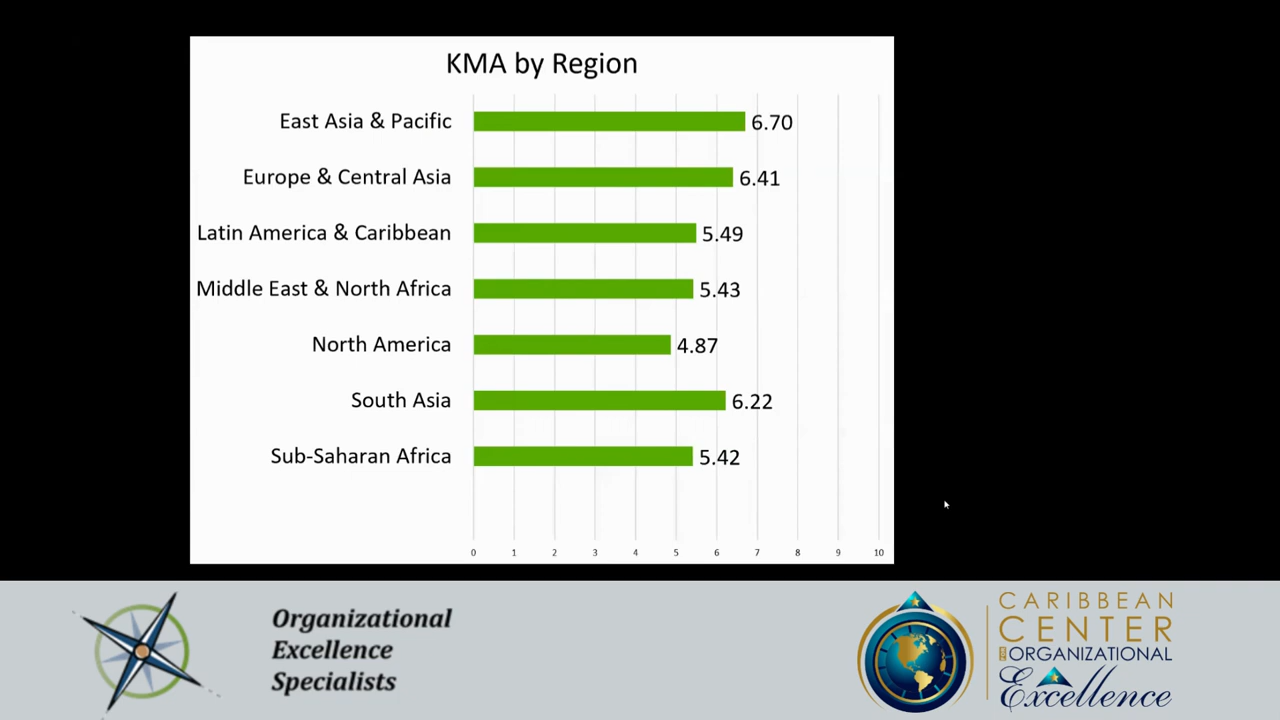 KMA by Region
East Asia & Pacific 6.70
Europe & Central Asia 6.41
Latin America & Caribbean 5.49
Middle East & North Africa 5.43
North America 4.87
South Asia 6.22
Sub-Saharan Africa 5.42
0 1 2 3 4 5 6 7 8 9 10
Organizational
Excellence
Specialists
CARIBBEAN
CENTER
FOR ORGANIZATIONAL
Excellence